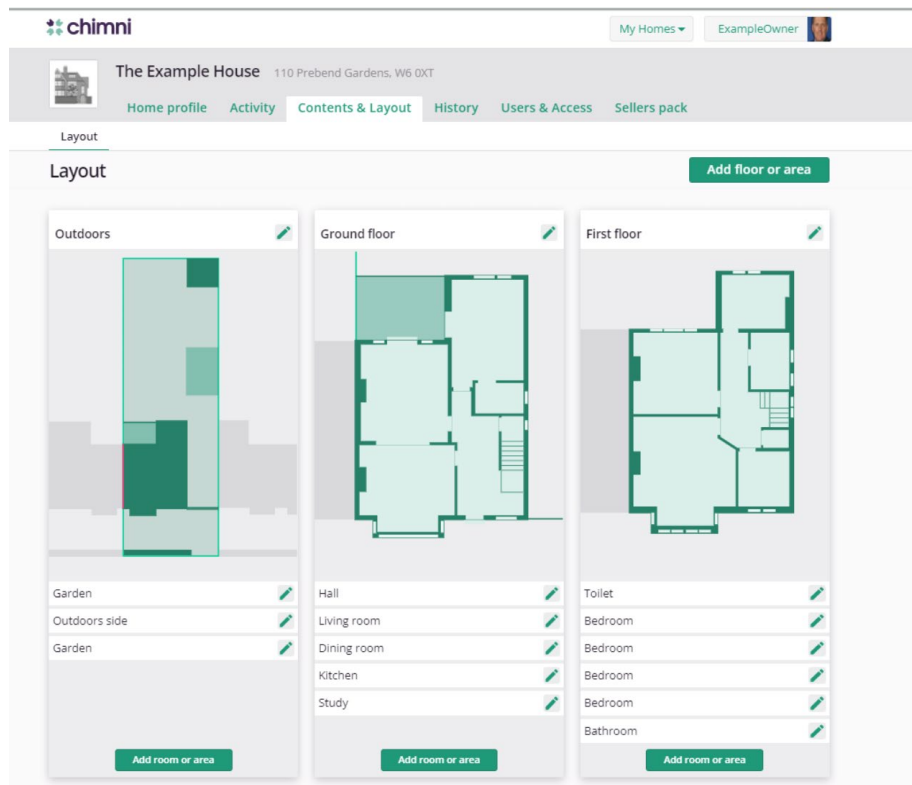 chimni
My Homes
ExampleOwner
The Example House 110 Prebend Gardens, W6 0XT
Home profile Activity Contents & Layout History Users & Access Sellers pack
Layout
Layout
Add floor or area
Outdoors
Garden
Outdoors side
Garden
Add room or area
Ground floor
Hall
Living room
Dining room
Kitchen
Study
Add room or area
First floor
Toilet
Bedroom
Bedroom
Bedroom
Bedroom
Bathroom
Add room or area